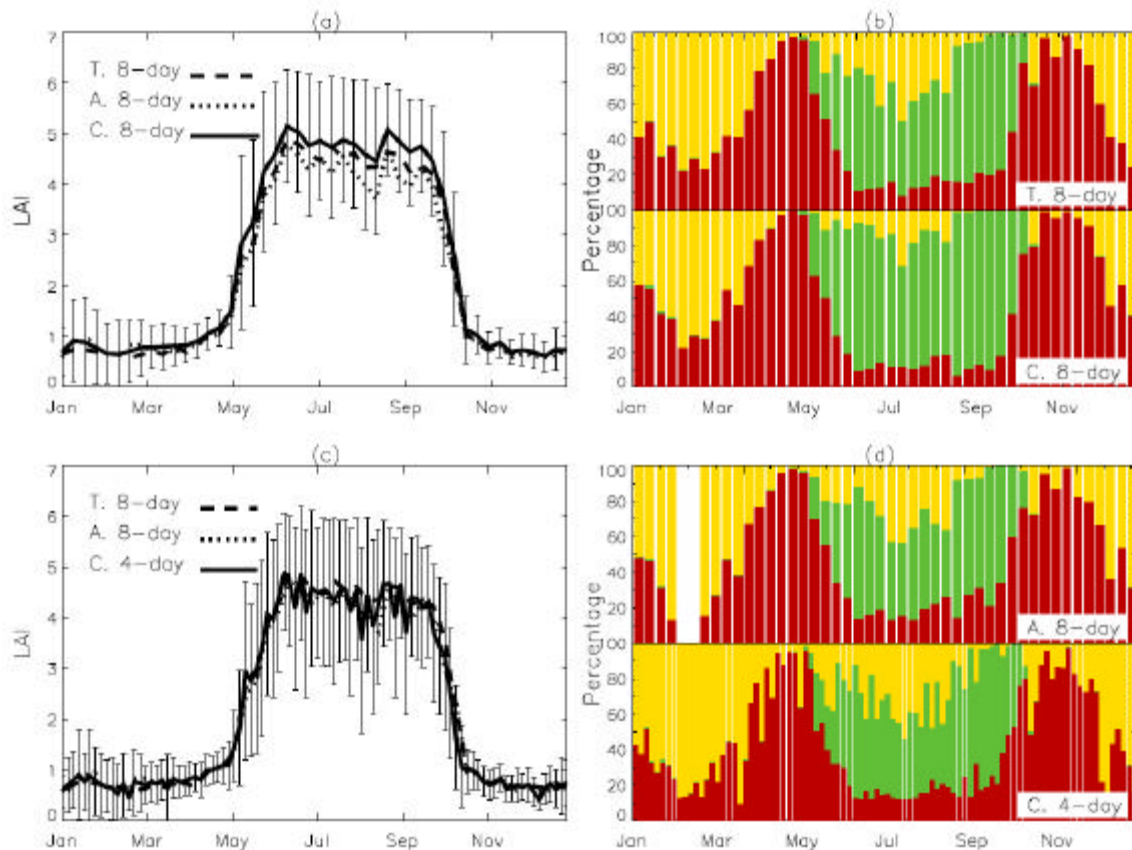 (a)
7
6
5
4
3
2
1
0
LAI
T. 8-day
A. 8-day
C. 8-day
Jan Mar May Jul Sep Nov
(b)
100
80
60
40
20
T. 8-day
100
80
60
40
20
0
C. 8-day
Percentage
Jan Mar May Jul Sep Nov
(c)
7
6
5
4
3
2
1
0
LAI
T. 8-day
A. 8-day
C. 4-day
Jan Mar May Jul Sep Nov
(d)
100
80
60
40
20
A. 8-day
100
80
60
40
20
0
C. 4-day
Percentage
Jan Mar May Jul Sep Nov